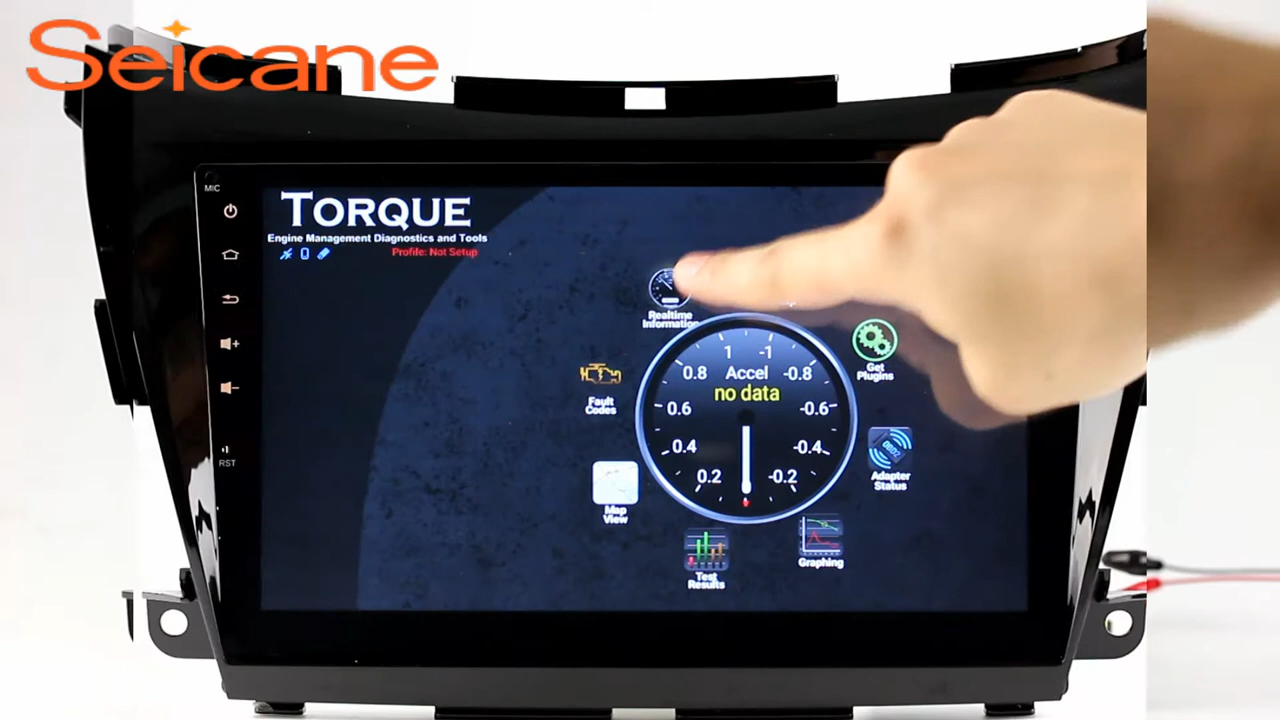 Seicane
MIC
TORQUE
Engine Management Diagnostics and Tools
Profile: Not Setup
Realtime
Information
Get
Plugins
1 -1
0.8 Accel -0.8
no data
Fault
Codes
0.6 -0.6
0.4 -0.4
RST
0.2 -0.2
Adapter
Status
Map
View
Graphing
Test
Results